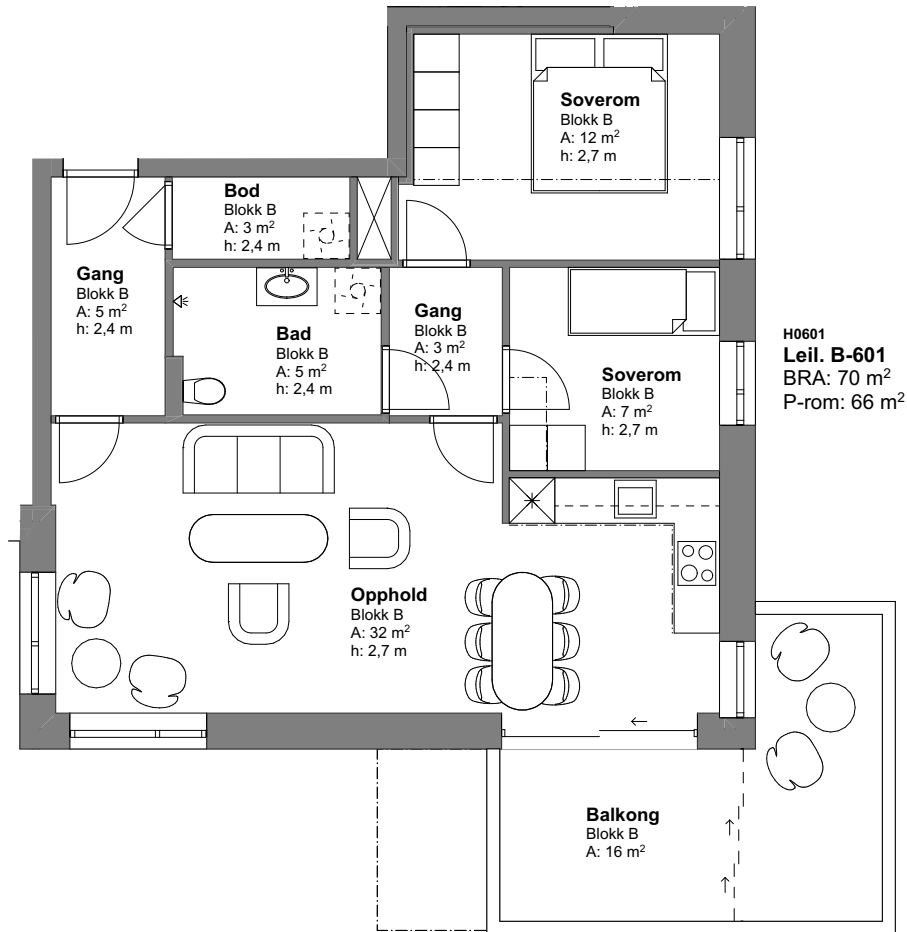 Soverom
Blokk B
A: 12 m²
h: 2,7 m
Bod
Blokk B
A: 3 m²
h: 2,4 m
Gang
Blokk B
A: 5 m²
h: 2,4 m
Bad
Blokk B
A: 5 m²
h: 2,4 m
Gang
Blokk B
A: 3 m²
h: 2,4 m
Soverom
Blokk B
A: 7 m²
h: 2,7 m
H0601
Leil. B-601
BRA: 70 m²
P-rom: 66 m²
Opphold
Blokk B
A: 32 m²
h: 2,7 m
Balkong
Blokk B
A: 16 m²